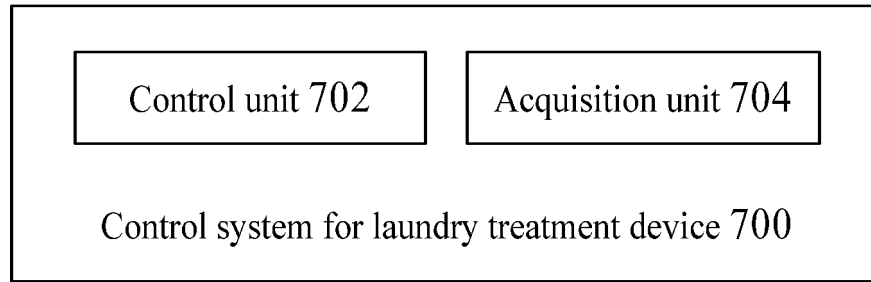 Control unit 702
Acquisition unit 704
Control system for laundry treatment device 700